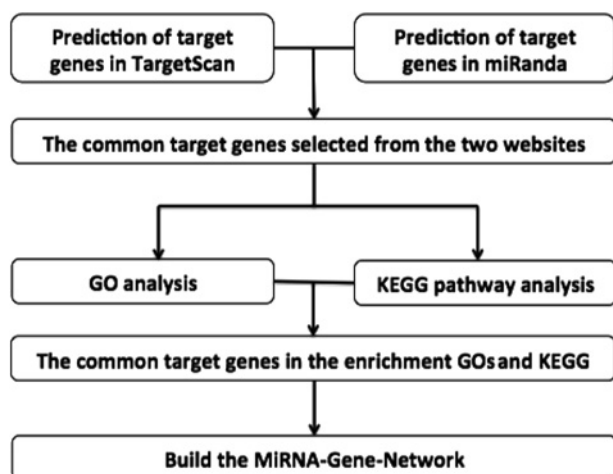 Prediction of target
genes in TargetScan
Prediction of target
genes in miRanda
The common target genes selected from the two websites
GO analysis
KEGG pathway analysis
The common target genes in the enrichment GOs and KEGG
Build the MiRNA-Gene-Network